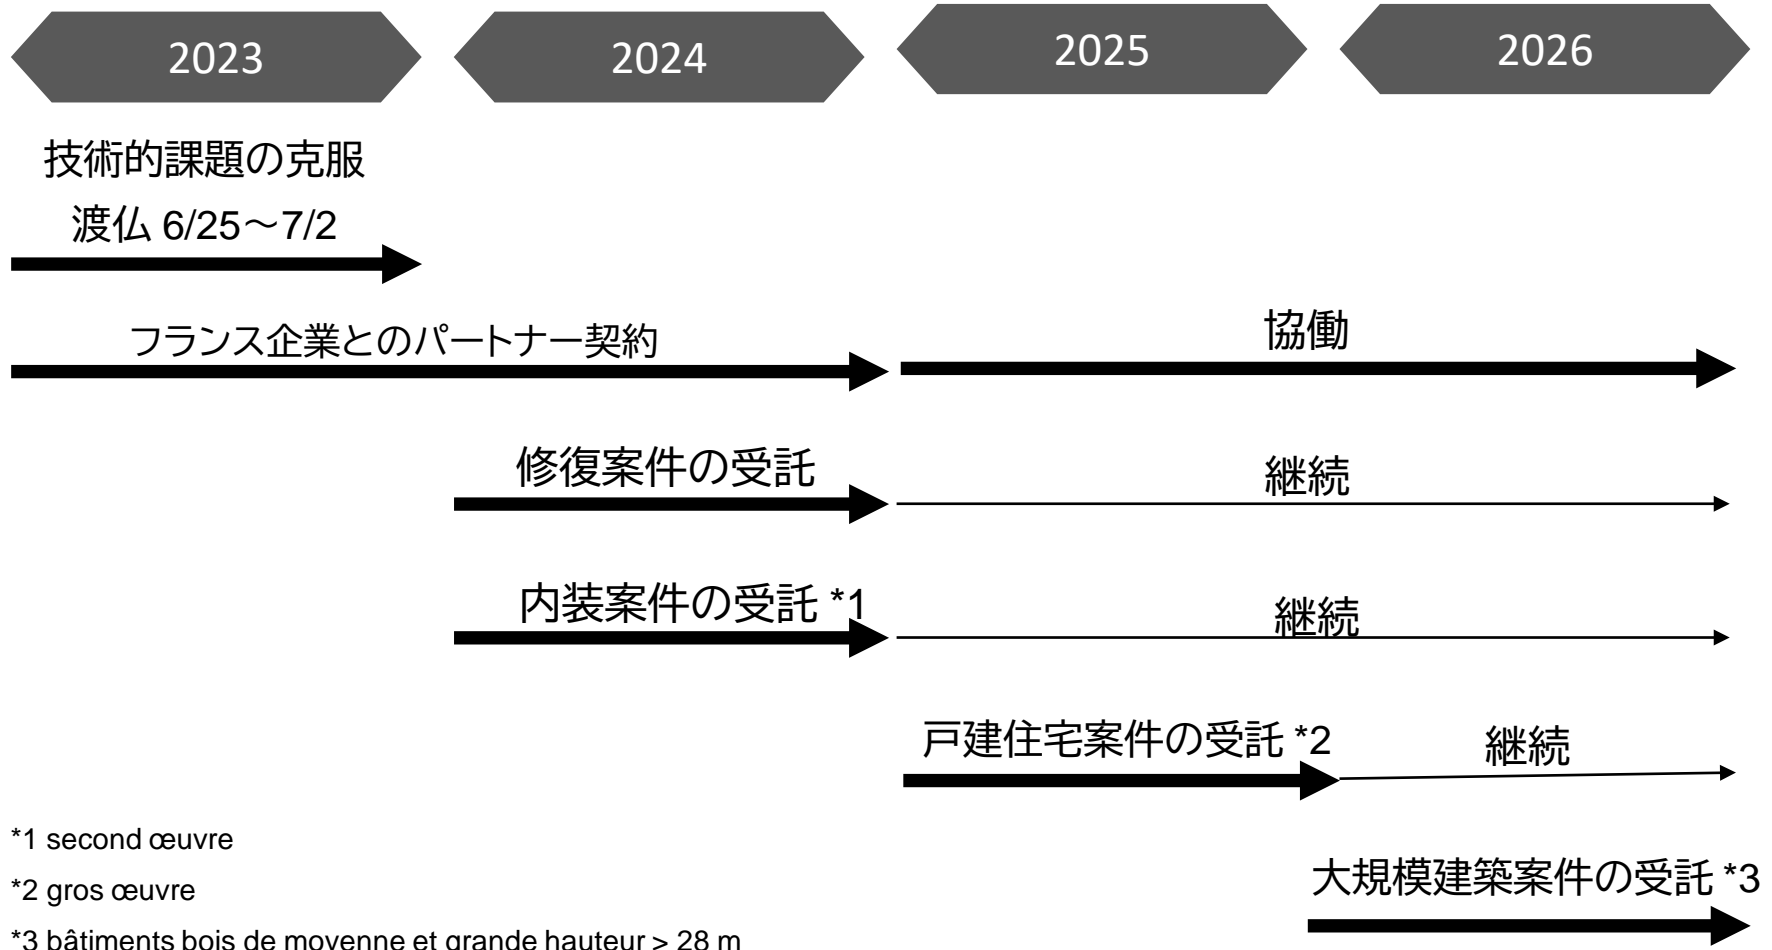 2023
2024
2025
2026
技術的課題の克服
渡仏 6/25～7/2
フランス企業とのパートナー契約
協働
修復案件の受託
継続
内装案件の受託 *1
継続
戸建住宅案件の受託 *2
継続
大規模建築案件の受託 *3
*1 second œuvre
*2 gros œuvre
*3 bâtiments bois de moyenne et grande hauteur > 28 m